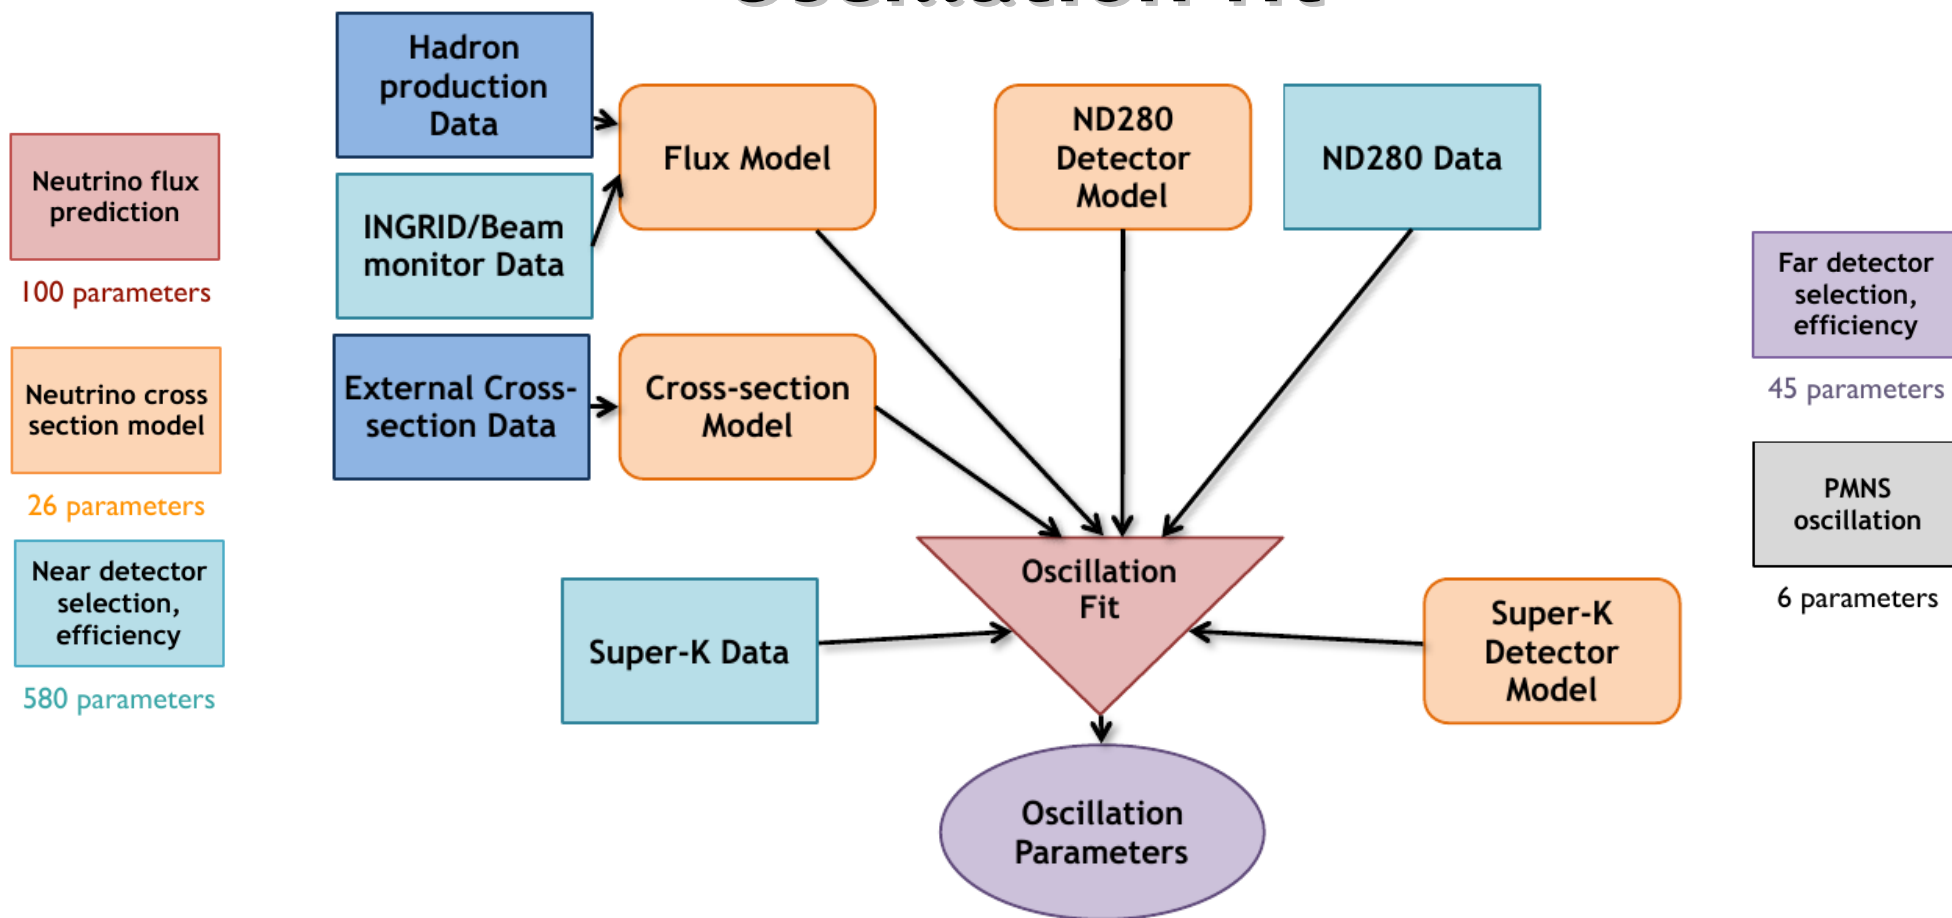 Oscillation fit
Hadron
production
Data
Flux Model
ND280
Detector
Model
ND280 Data
Neutrino flux
prediction
100 parameters
INGRID/Beam
monitor Data
Far detector
selection,
efficiency
45 parameters
Neutrino cross
section model
26 parameters
External Cross-
section Data
Cross-section
Model
PMNS
oscillation
6 parameters
Near detector
selection,
efficiency
580 parameters
Oscillation
Fit
Super-K Data
Super-K
Detector
Model
Oscillation
Parameters